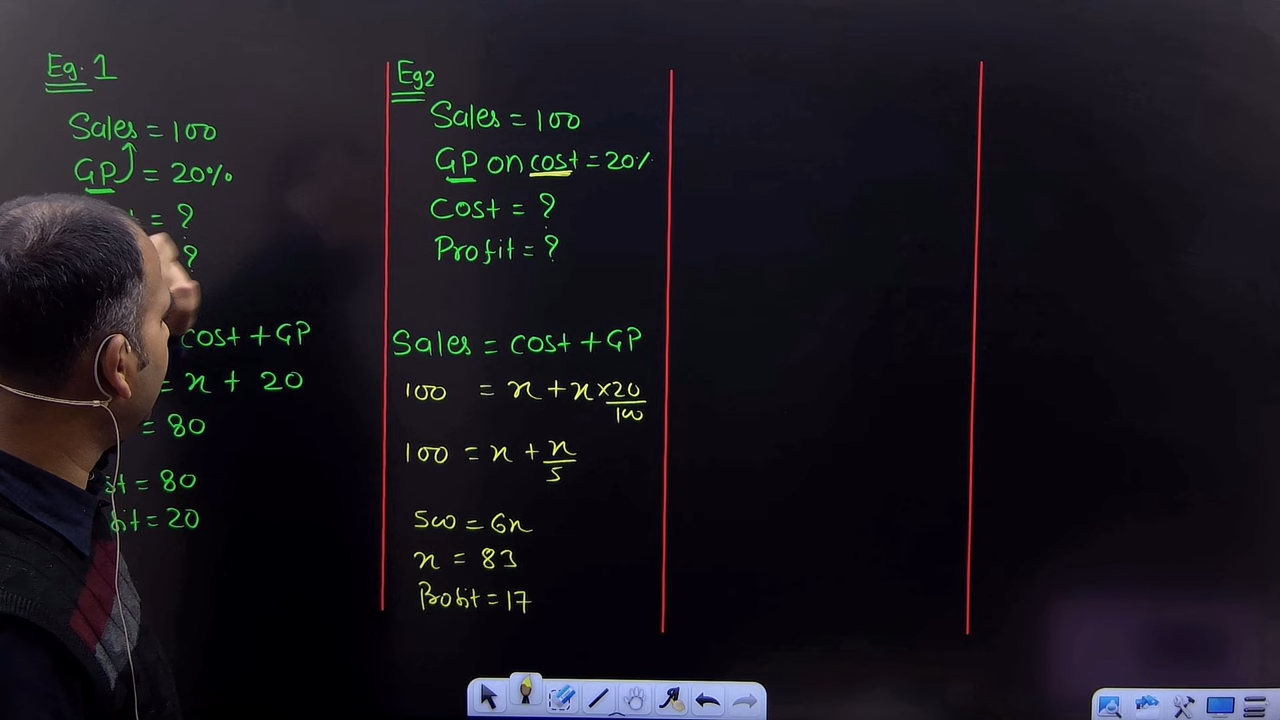 Eg. 1
Sales = 100
GP = 20%
= ?
?
cost + GP
= x + 20
= 80
st = 80
fit = 20
Eg2
Sales = 100
GP on cost = 20%
Cost = ?
Profit = ?
Sales = cost + GP
100 = x + x × 20/100
100 = x + x/5
500 = 6x
x = 83
Profit = 17